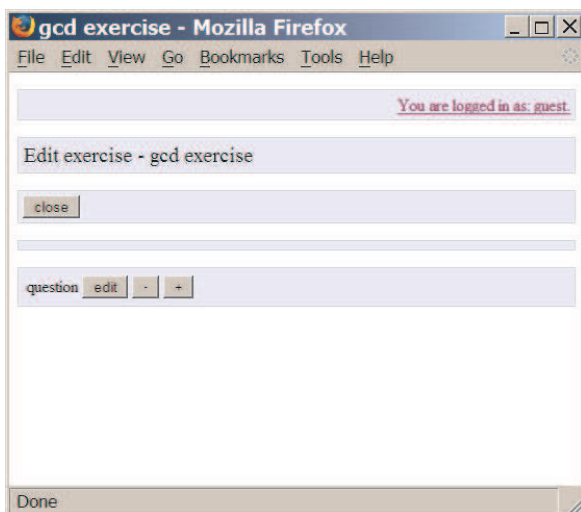 gcd exercise - Mozilla Firefox
File Edit View Go Bookmarks Tools Help
You are logged in as: guest.
Edit exercise - gcd exercise
close
question edit - +
Done